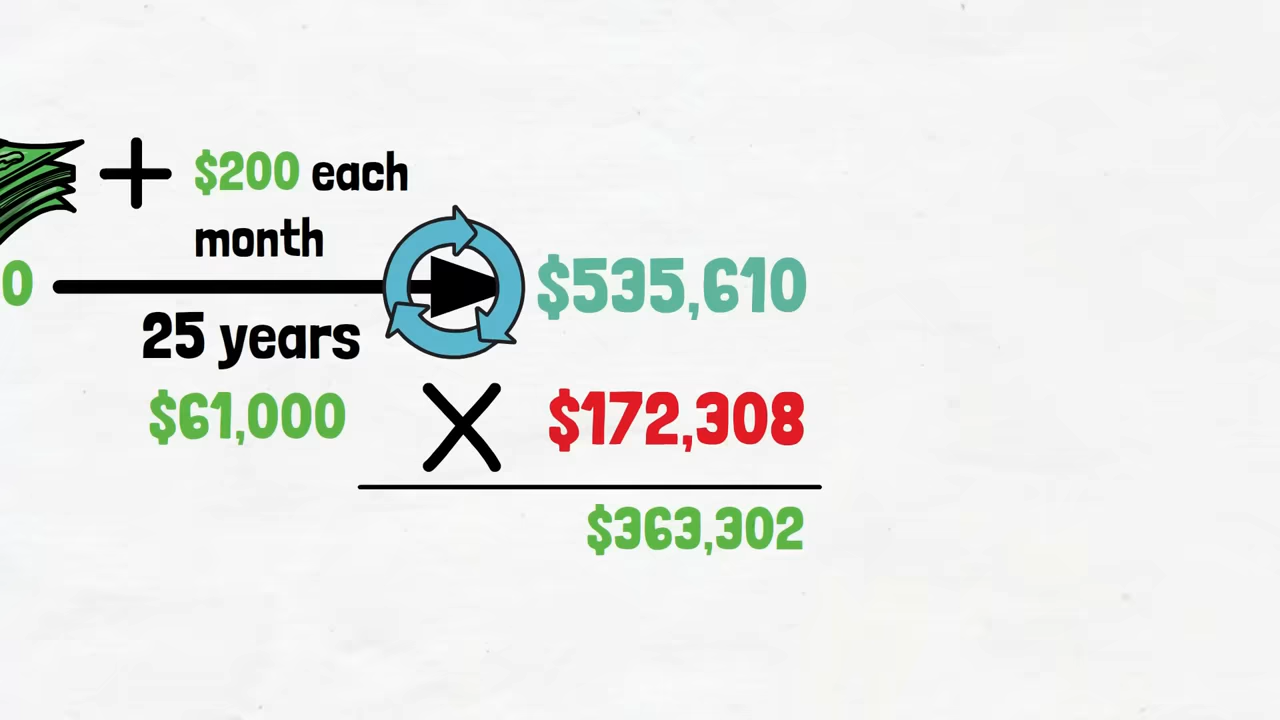 $200 each
month
0
$535,610
25 years
$61,000
$172,308
$363,302